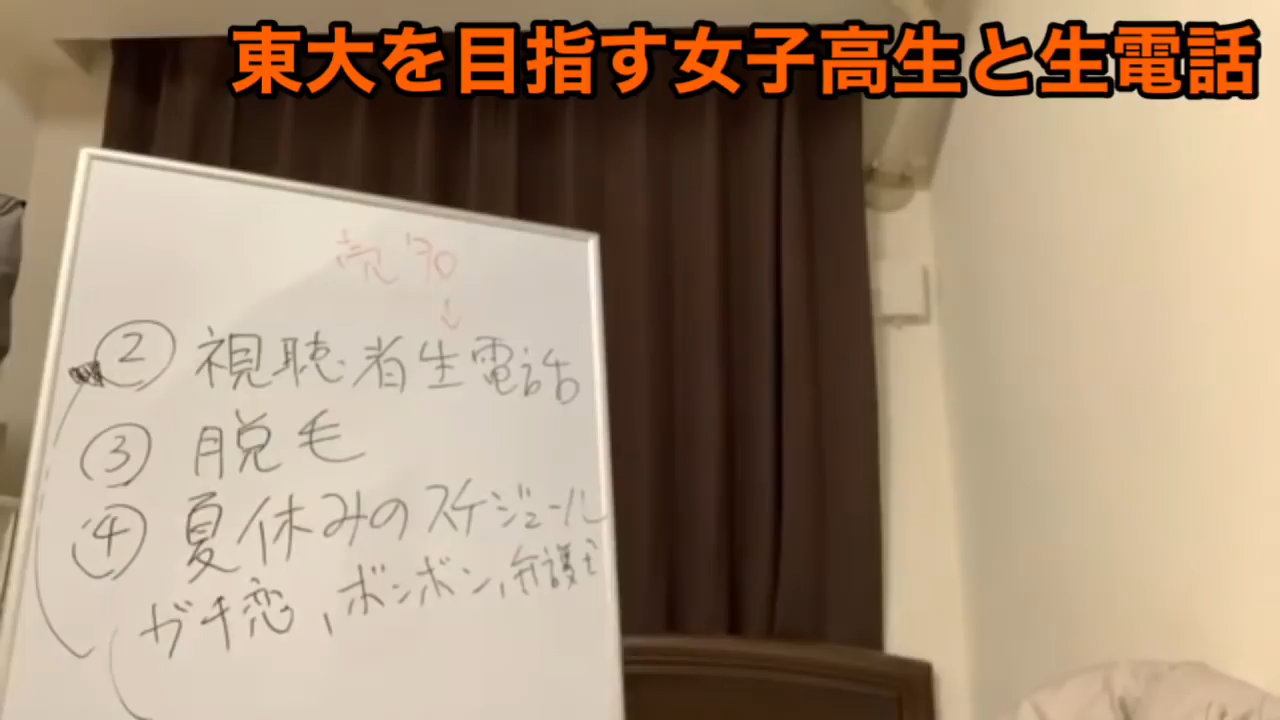 東大を目指す女子高生と生電話
② 視聴者生電話
③ 脱毛
④ 夏休みのスケジュール
ガチ恋、ボンボン、弁護士